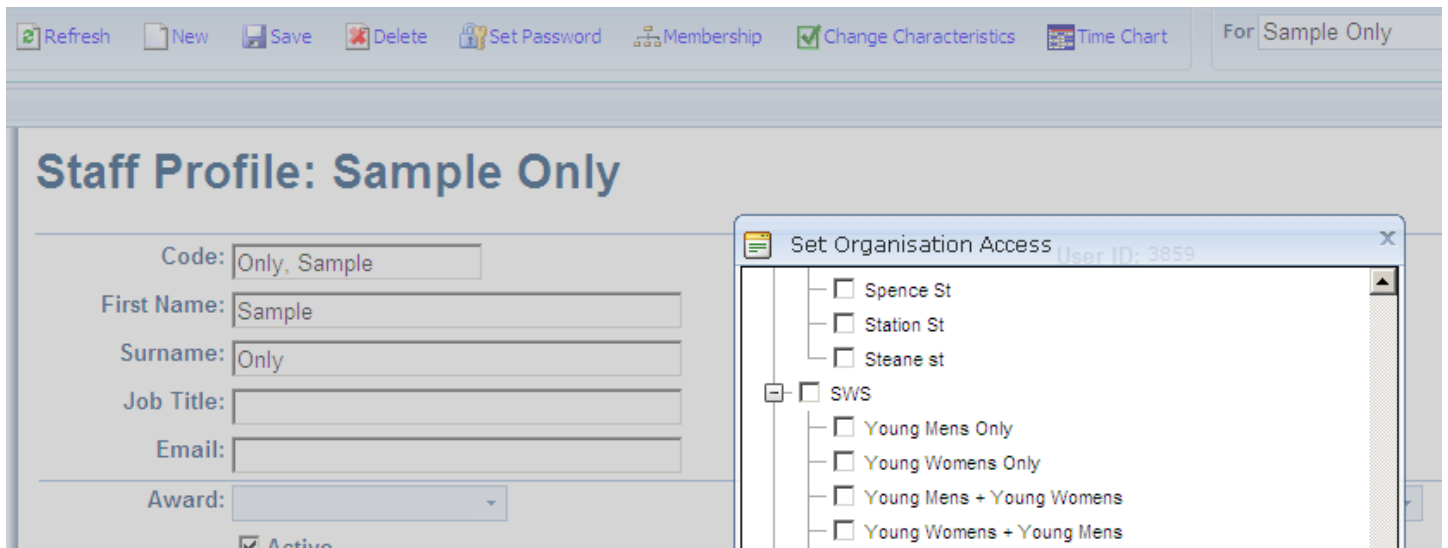 Refresh New Save Delete Set Password Membership Change Characteristics Time Chart For Sample Only
Staff Profile: Sample Only
Code: Only, Sample
First Name: Sample
Surname: Only
Job Title:
Email:
Award:
Active
Set Organisation Access
User ID: 3859
Spence St
Station St
Steane st
SWS
Young Mens Only
Young Womens Only
Young Mens + Young Womens
Young Womens + Young Mens